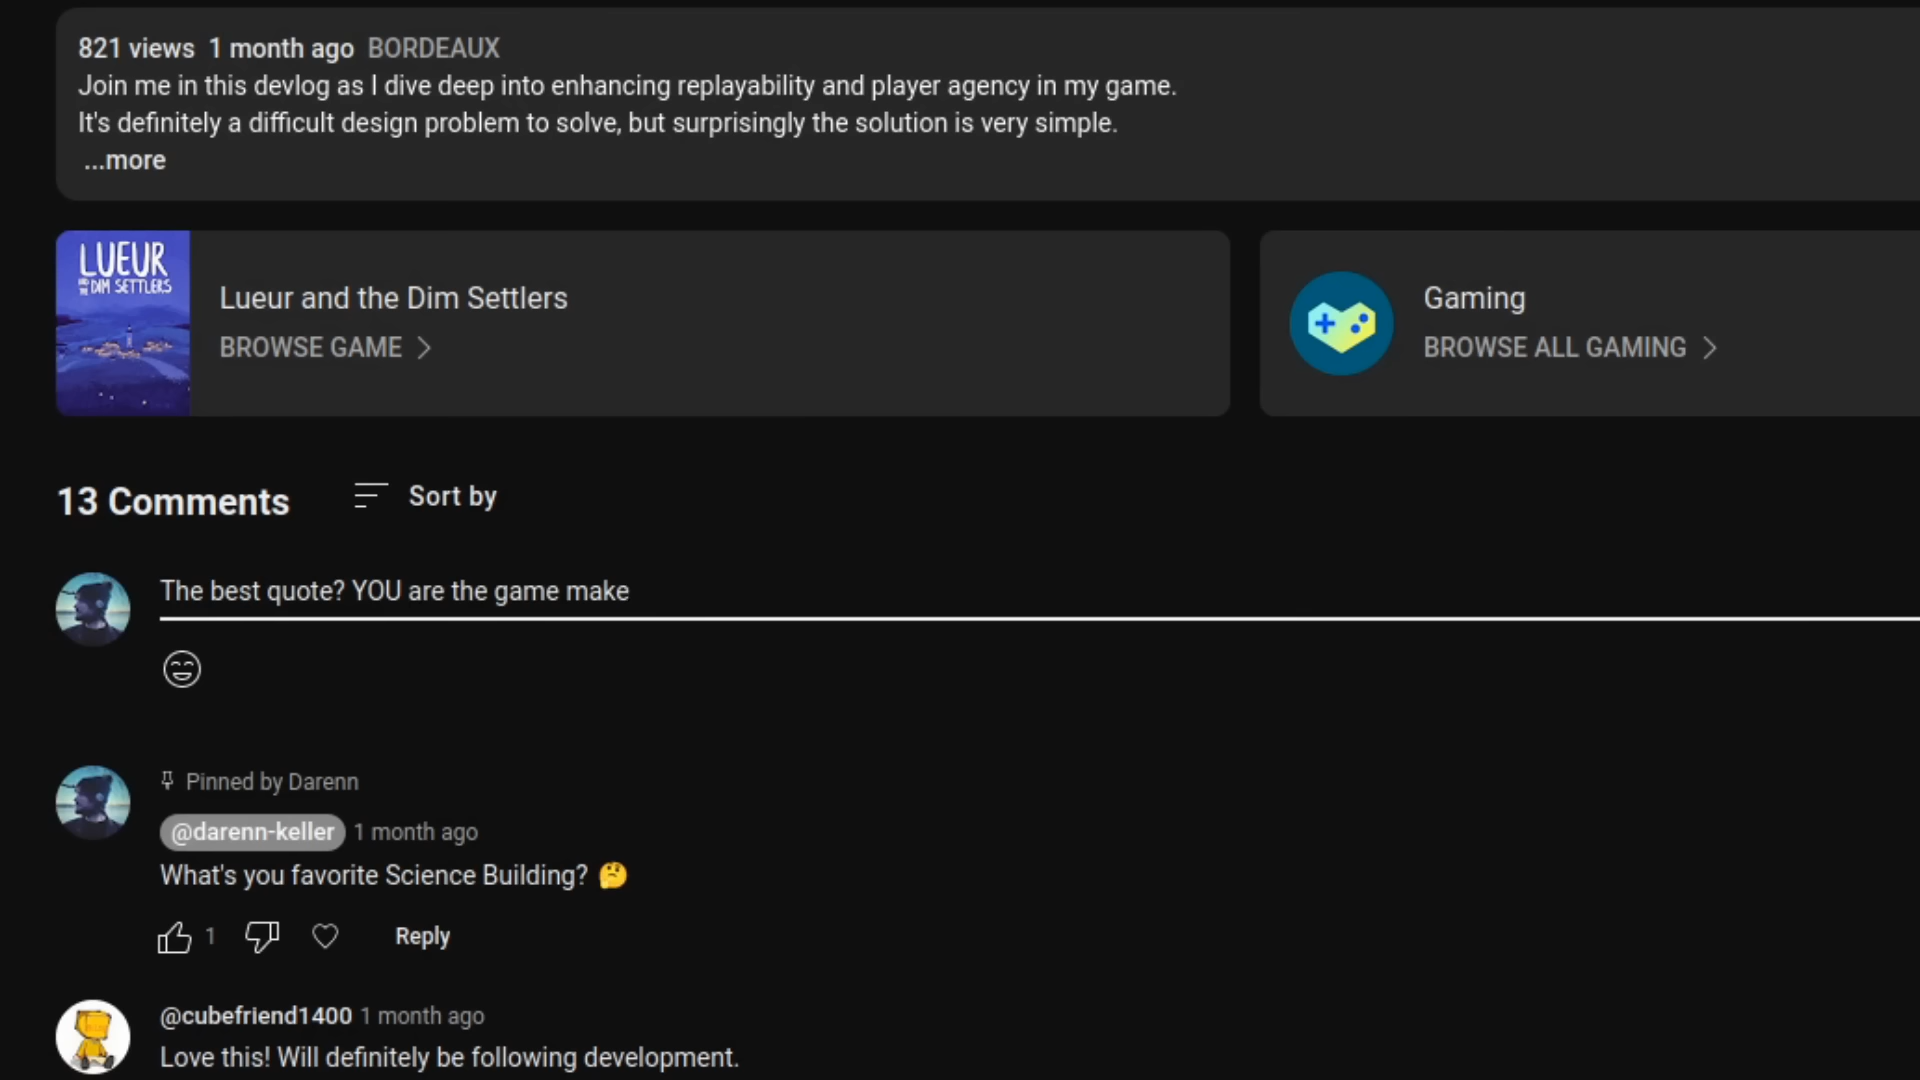 821 views 1 month ago BORDEAUX
Join me in this devlog as I dive deep into enhancing replayability and player agency in my game.
It's definitely a difficult design problem to solve, but surprisingly the solution is very simple.
...more
LUEUR
AND THE DIM SETTLERS
Lueur and the Dim Settlers
BROWSE GAME
Gaming
BROWSE ALL GAMING
13 Comments
Sort by
The best quote? YOU are the game make
Pinned by Darenn
@darenn-keller 1 month ago
What's you favorite Science Building? 🤔
1
Reply
@cubefriend1400 1 month ago
Love this! Will definitely be following development.